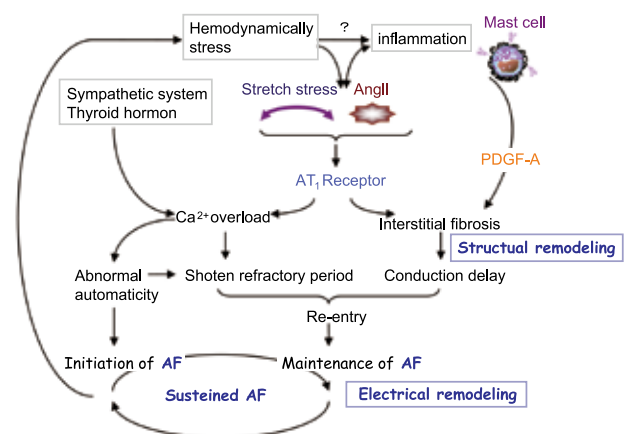 Hemodynamically
stress
?
inflammation
Mast cell
Sympathetic system
Thyroid hormon
Stretch stress
AngII
PDGF-A
AT1 Receptor
Ca2+overload
Interstitial fibrosis
Structual remodeling
Abnormal
automaticity
Shoten refractory period
Conduction delay
Re-entry
Initiation of AF
Maintenance of AF
Susteined AF
Electrical remodeling